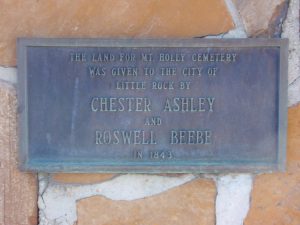 THE LAND FOR MT. HOLLY CEMETERY
WAS GIVEN TO THE CITY OF
LITTLE ROCK BY
CHESTER ASHLEY
AND
ROSWELL BEEBE
IN 1843